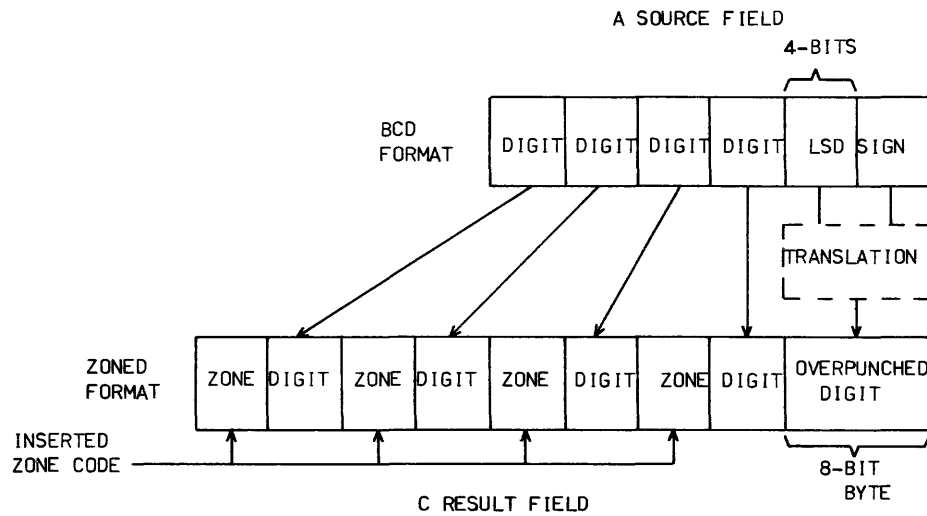 A SOURCE FIELD
4-BITS
BCD
FORMAT
DIGIT DIGIT DIGIT DIGIT LSD SIGN
TRANSLATION
ZONED
FORMAT
ZONE DIGIT ZONE DIGIT ZONE DIGIT ZONE DIGIT OVERPUNCHED
DIGIT
INSERTED
ZONE CODE
8-BIT
BYTE
C RESULT FIELD